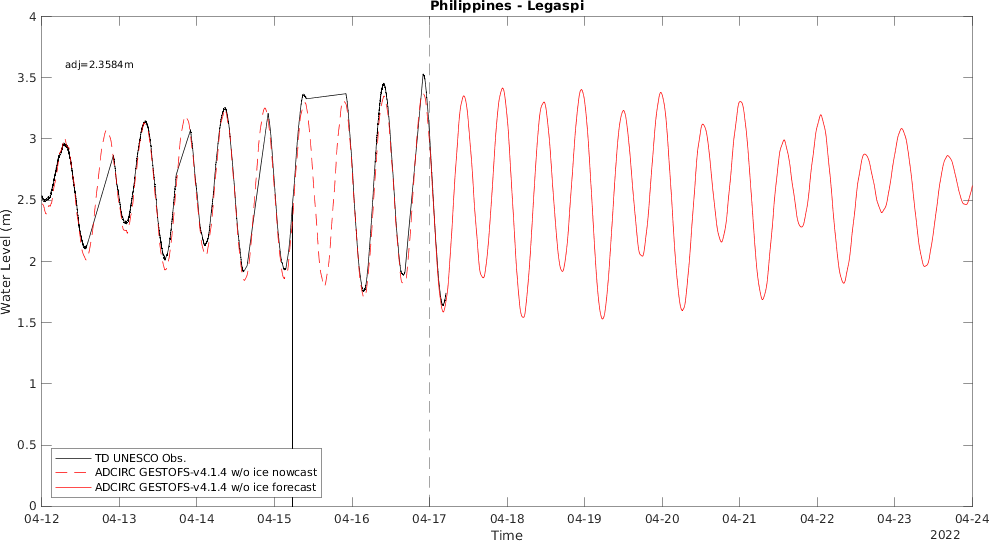 Philippines - Legaspi
adj=2.3584m
Water Level (m)
4
3.5
3
2.5
2
1.5
1
0.5
0
TD UNESCO Obs.
ADCIRC GESTOFS-v4.1.4 w/o ice nowcast
ADCIRC GESTOFS-v4.1.4 w/o ice forecast
04-12 04-13 04-14 04-15 04-16 04-17 04-18 04-19 04-20 04-21 04-22 04-23 04-24
Time
2022